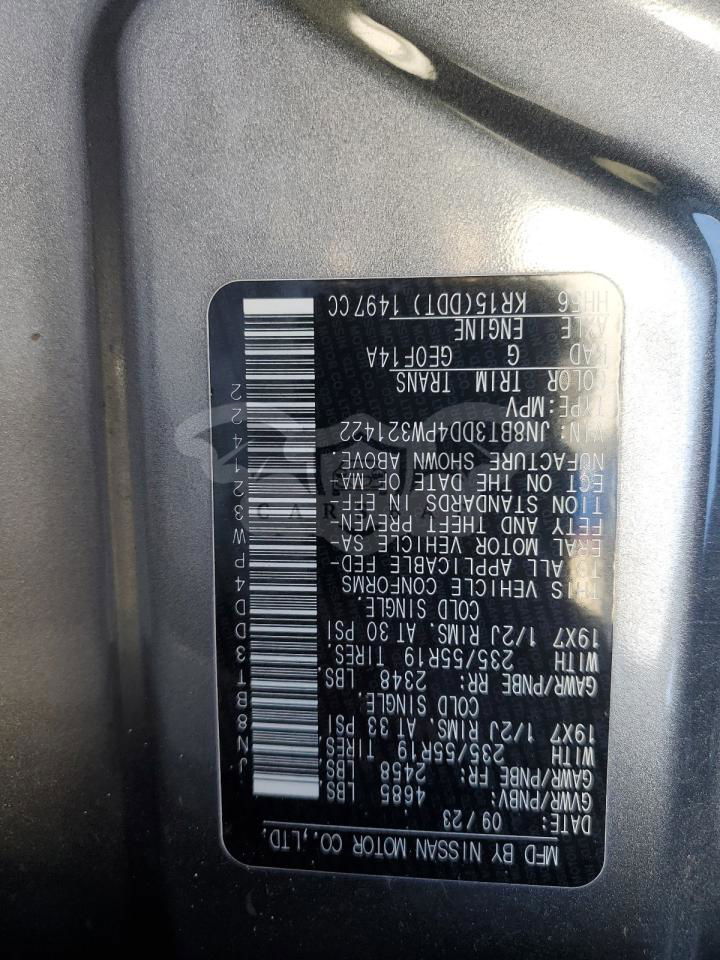 MFD BY NISSAN MOTOR CO.,LTD.
DATE: 09/23
GVWR/PNBV: 4685 LBS.
GAWR/PNBE FR: 2458 LBS.
WITH 235/55R19 TIRES.
19X7 1/2J RIMS. AT 33 PSI
COLD SINGLE.
GAWR/PNBE RR: 2348 LBS.
WITH 235/55R19 TIRES.
19X7 1/2J RIMS. AT 30 PSI
COLD SINGLE.
THIS VEHICLE CONFORMS
TO ALL APPLICABLE FED-
ERAL MOTOR VEHICLE SA-
FETY AND THEFT PREVEN-
TION STANDARDS IN EFF-
ECT ON THE DATE OF MA-
NUFACTURE SHOWN ABOVE.
VIN: JN8BT3DD4PW321422
TYPE:MPV
COLOR TRIM TRANS
KAD G GE0F14A
AXLE ENGINE
HH56 KR15(DDT) 1497CC
JN8BT3DD4PW321422